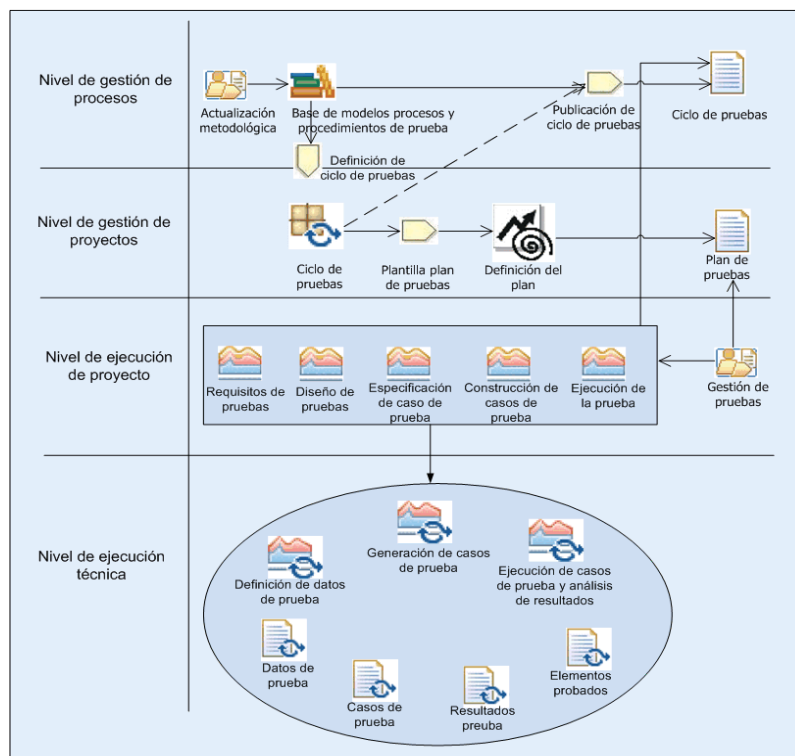 Nivel de gestión de
procesos
Actualización
metodológica
Base de modelos procesos y
procedimientos de prueba
Publicación de
ciclo de pruebas
Ciclo de pruebas
Definición de
ciclo de pruebas
Nivel de gestión de
proyectos
Ciclo de
pruebas
Plantilla plan
de pruebas
Definición del
plan
Plan de
pruebas
Nivel de ejecución
de proyecto
Requisitos de
pruebas
Diseño de
pruebas
Especificación
de caso de
prueba
Construcción de
casos de
prueba
Ejecución de
la prueba
Gestión de
pruebas
Nivel de ejecución
técnica
Definición de datos
de prueba
Generación de casos
de prueba
Ejecución de casos
de prueba y análisis
de resultados
Datos de
prueba
Casos de
prueba
Resultados
preuba
Elementos
probados